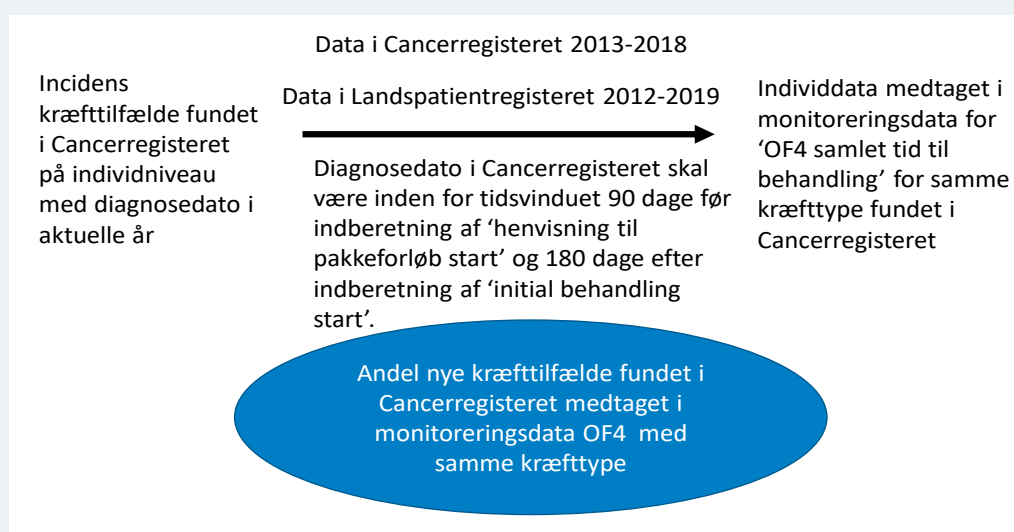 Data i Cancerregisteret 2013-2018
Incidens
kræfttilfælde fundet
i Cancerregisteret
på individniveau
med diagnosedato i
aktuelle år
Data i Landspatientregisteret 2012-2019
Diagnosedato i Cancerregisteret skal
være inden for tidsvinduet 90 dage før
indberetning af ‘henvisning til
pakkeforløb start’ og 180 dage efter
indberetning af ‘initial behandling
start’.
Individdata medtaget i
monitoreringsdata for
‘OF4 samlet tid til
behandling’ for samme
kræfttype fundet i
Cancerregisteret
Andel nye kræfttilfælde fundet i
Cancerregisteret medtaget i
monitoreringsdata OF4 med
samme kræfttype